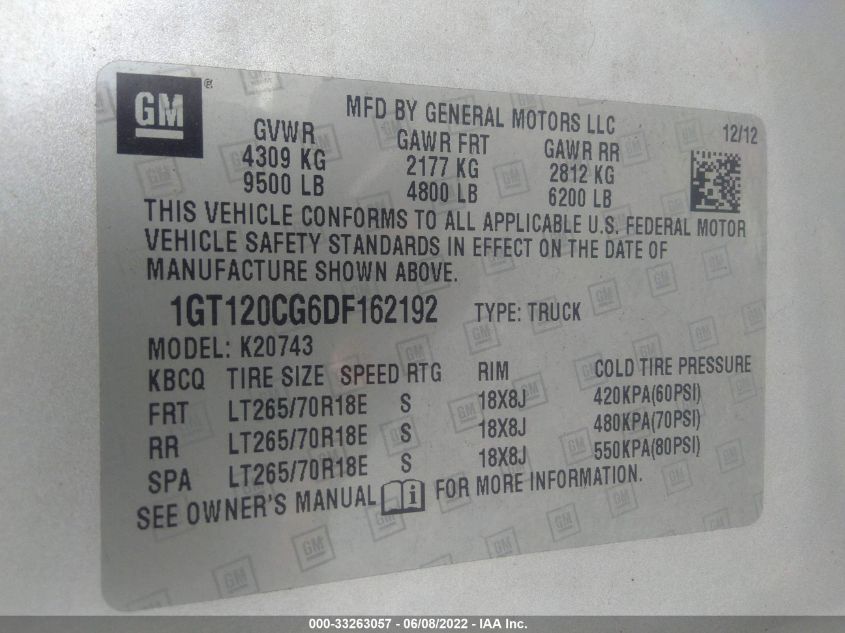 GM ®
MFD BY GENERAL MOTORS LLC
12/12
GVWR GAWR FRT GAWR RR
4309 KG 2177 KG 2812 KG
9500 LB 4800 LB 6200 LB
THIS VEHICLE CONFORMS TO ALL APPLICABLE U.S. FEDERAL MOTOR
VEHICLE SAFETY STANDARDS IN EFFECT ON THE DATE OF
MANUFACTURE SHOWN ABOVE.
1GT120CG6DF162192 TYPE: TRUCK
MODEL: K20743
KBCQ TIRE SIZE SPEED RTG RIM COLD TIRE PRESSURE
FRT LT265/70R18E S 18X8J 420KPA(60PSI)
RR LT265/70R18E S 18X8J 480KPA(70PSI)
SPA LT265/70R18E S 18X8J 550KPA(80PSI)
SEE OWNER'S MANUAL i FOR MORE INFORMATION.
000-33263057 - 06/08/2022 - IAA Inc.